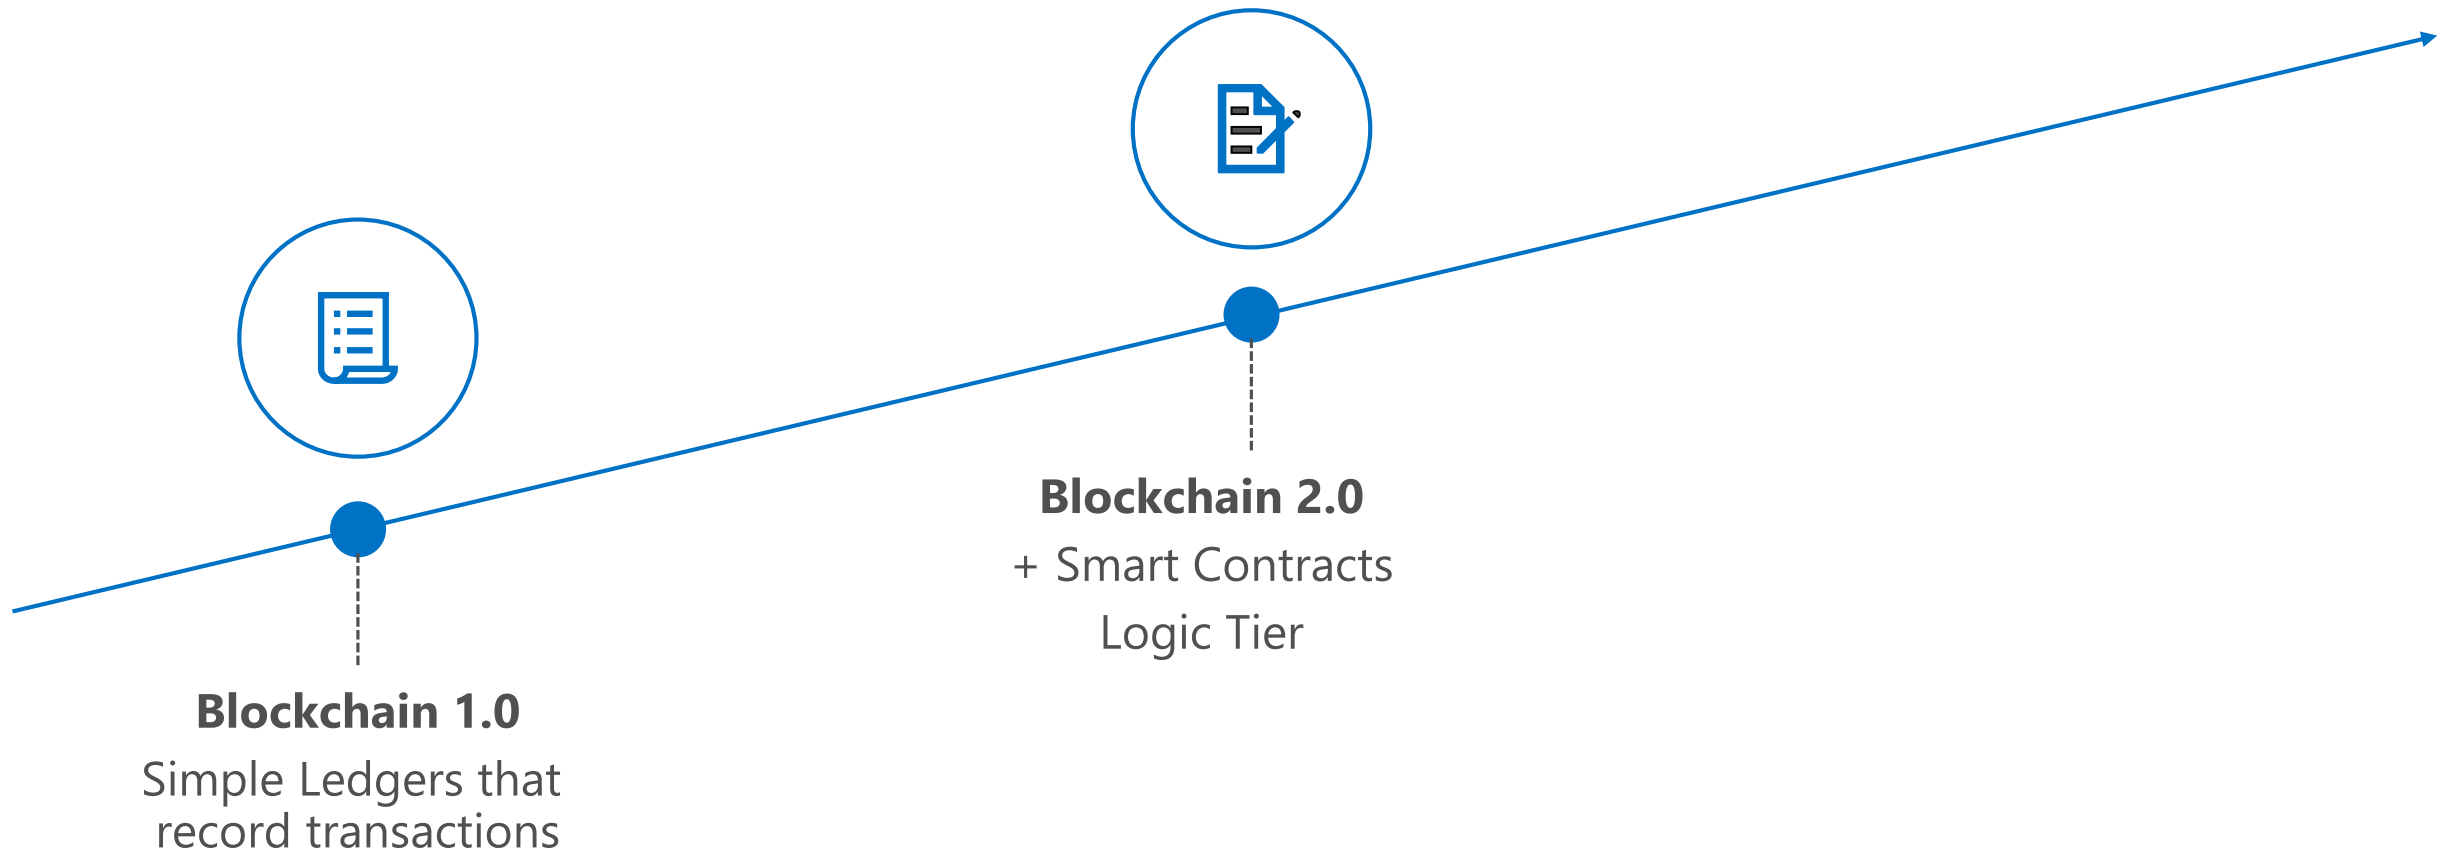 Blockchain 1.0
Simple Ledgers that
record transactions
Blockchain 2.0
+ Smart Contracts
Logic Tier